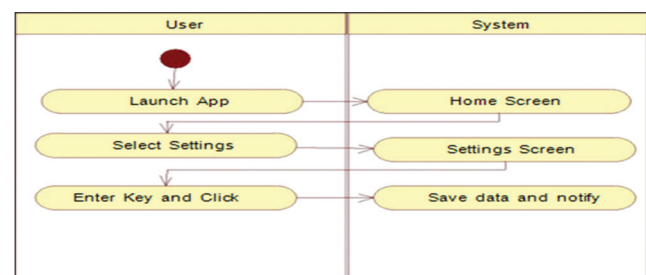 User
System
Launch App
Home Screen
Select Settings
Settings Screen
Enter Key and Click
Save data and notify